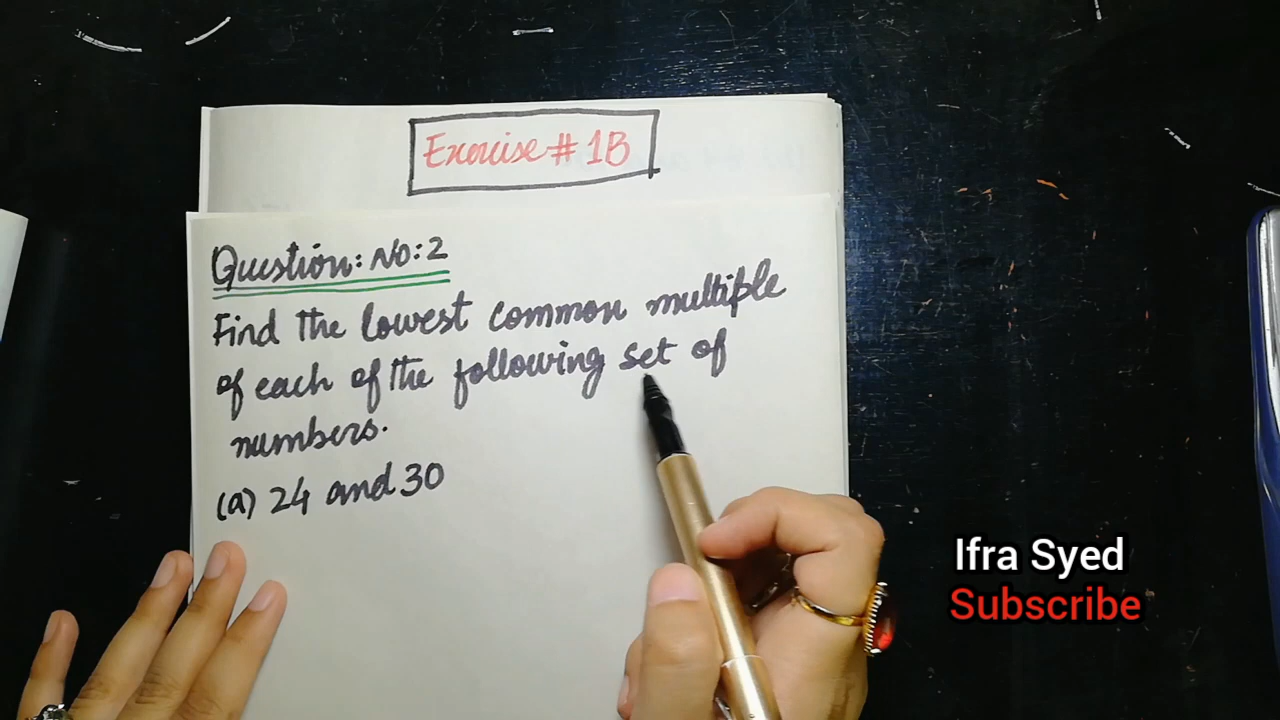 Exercise # 1B
Question: No: 2
Find the lowest common multiple
of each of the following set of
numbers.
(a) 24 and 30
Ifra Syed
Subscribe